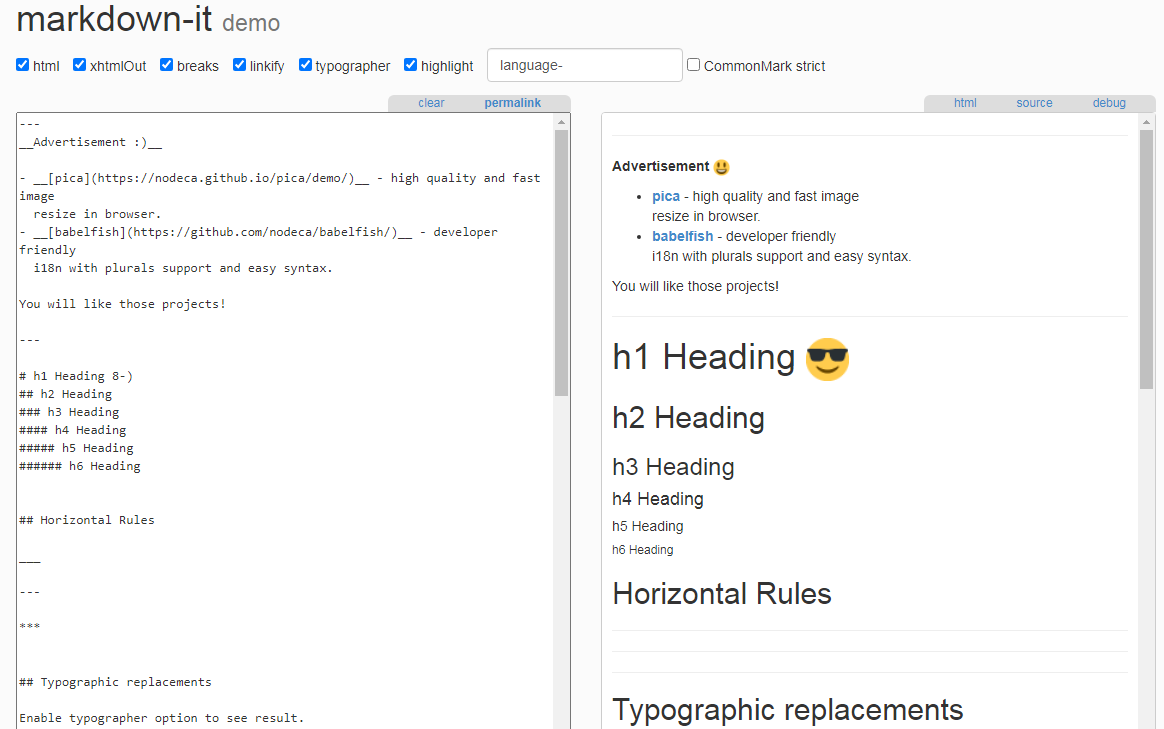 markdown-it demo
html xhtmlOut breaks linkify typographer highlight language- CommonMark strict
clear permalink
---
__Advertisement :)__
- __[pica](https://nodeca.github.io/pica/demo/)__ - high quality and fast
image
resize in browser.
- __[babelfish](https://github.com/nodeca/babelfish/)__ - developer
friendly
i18n with plurals support and easy syntax.
You will like those projects!
---
# h1 Heading 8-)
## h2 Heading
### h3 Heading
#### h4 Heading
##### h5 Heading
###### h6 Heading
## Horizontal Rules
___
---
***
## Typographic replacements
Enable typographer option to see result.
html source debug
Advertisement 😃
• pica - high quality and fast image
resize in browser.
• babelfish - developer friendly
i18n with plurals support and easy syntax.
You will like those projects!
h1 Heading 😎
h2 Heading
h3 Heading
h4 Heading
h5 Heading
h6 Heading
Horizontal Rules
Typographic replacements